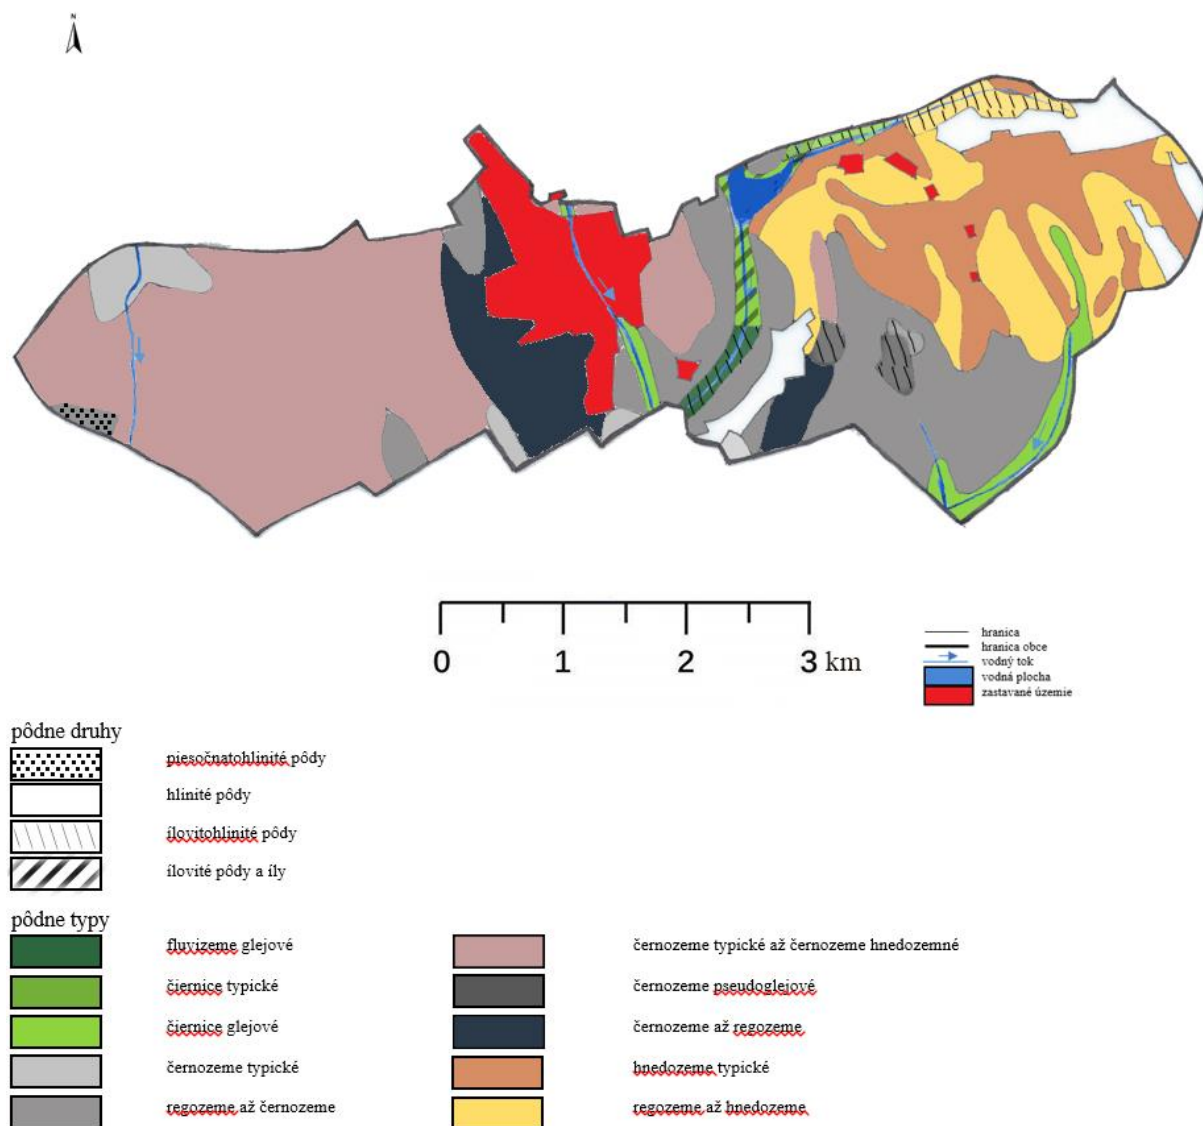 N
0 1 2 3 km
hranica
hranica obce
vodný tok
vodná plocha
zastavané územie
pôdne druhy
piesočnatohlinité pôdy
hlinité pôdy
ílovitohlinité pôdy
ílovité pôdy a íly
pôdne typy
fluvizeme glejové
čiernice typické
čiernice glejové
černozeme typické
regozeme až černozeme
černozeme typické až černozeme hnedozemné
černozeme pseudoglejové
černozeme až regozeme
hnedozeme typické
regozeme až hnedozeme